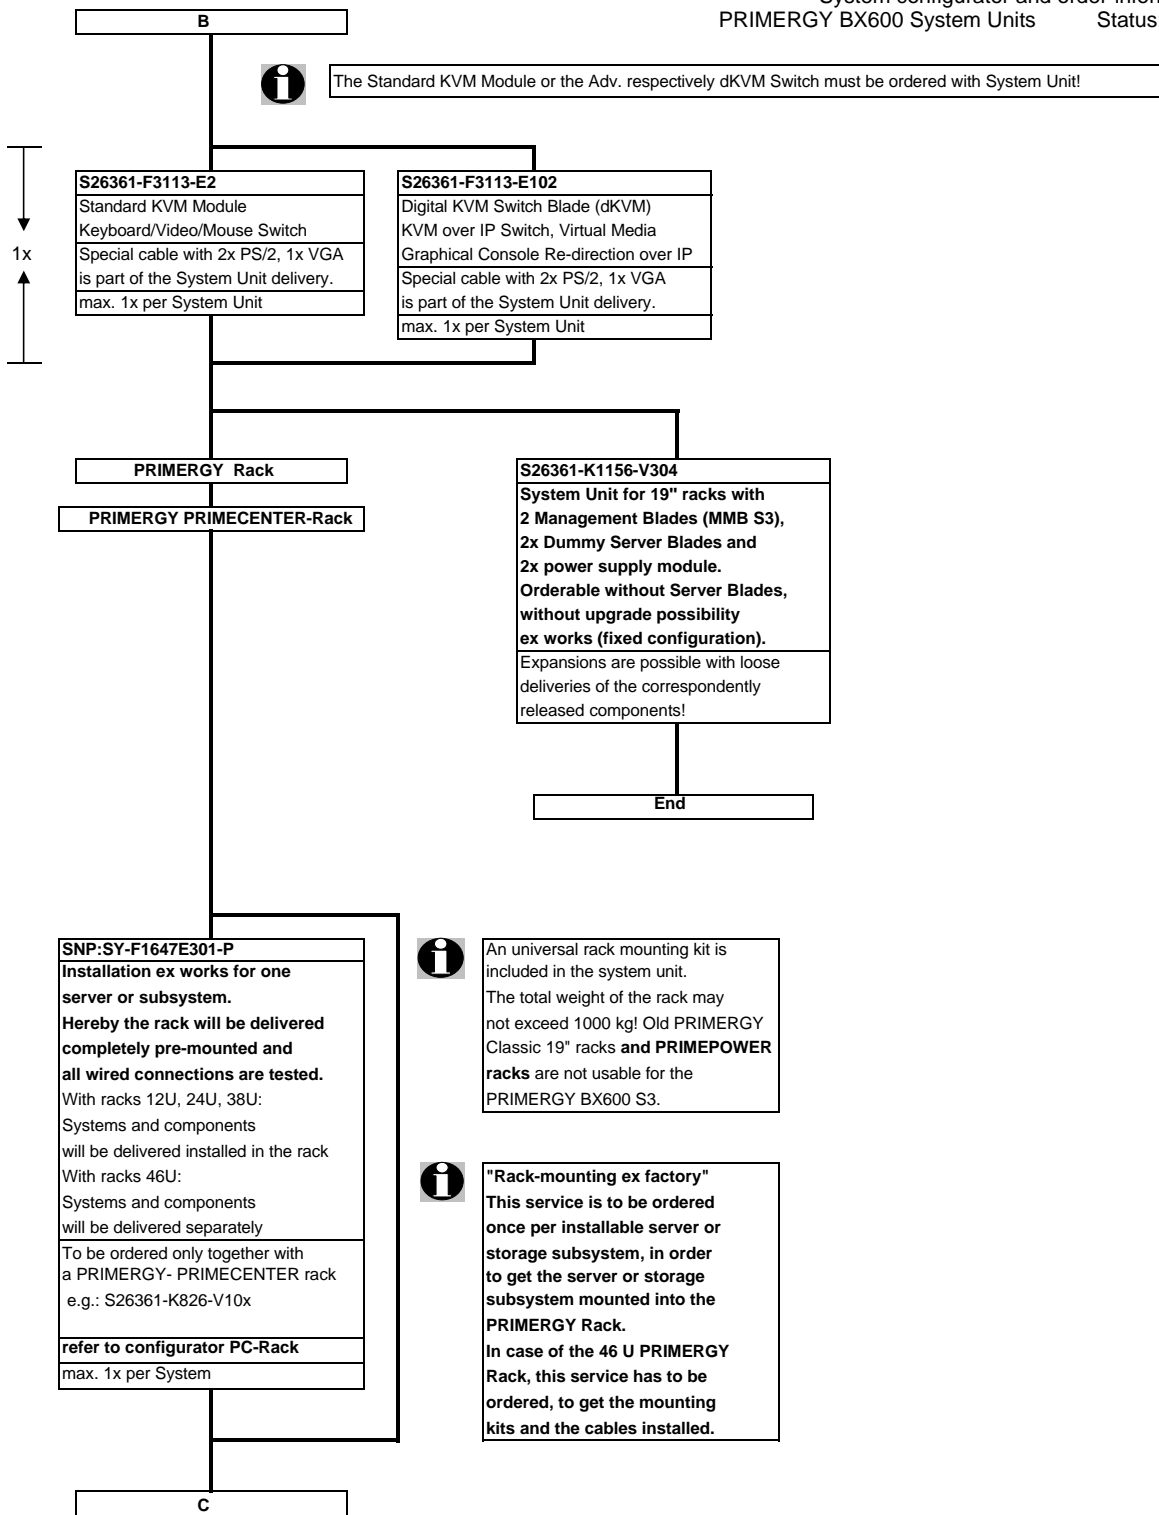 PRIMERGY BX600 System Units Status
B
The Standard KVM Module or the Adv. respectively dKVM Switch must be ordered with System Unit!
1x
S26361-F3113-E2
Standard KVM Module
Keyboard/Video/Mouse Switch
Special cable with 2x PS/2, 1x VGA
is part of the System Unit delivery.
max. 1x per System Unit
S26361-F3113-E102
Digital KVM Switch Blade (dKVM)
KVM over IP Switch, Virtual Media
Graphical Console Re-direction over IP
Special cable with 2x PS/2, 1x VGA
is part of the System Unit delivery.
max. 1x per System Unit
PRIMERGY Rack
PRIMERGY PRIMECENTER-Rack
S26361-K1156-V304
System Unit for 19" racks with
2 Management Blades (MMB S3),
2x Dummy Server Blades and
2x power supply module.
Orderable without Server Blades,
without upgrade possibility
ex works (fixed configuration).
Expansions are possible with loose
deliveries of the correspondently
released components!
End
SNP:SY-F1647E301-P
Installation ex works for one
server or subsystem.
Hereby the rack will be delivered
completely pre-mounted and
all wired connections are tested.
With racks 12U, 24U, 38U:
Systems and components
will be delivered installed in the rack
With racks 46U:
Systems and components
will be delivered separately
To be ordered only together with
a PRIMERGY- PRIMECENTER rack
e.g.: S26361-K826-V10x
refer to configurator PC-Rack
max. 1x per System
An universal rack mounting kit is
included in the system unit.
The total weight of the rack may
not exceed 1000 kg! Old PRIMERGY
Classic 19" racks and PRIMEPOWER
racks are not usable for the
PRIMERGY BX600 S3.
"Rack-mounting ex factory"
This service is to be ordered
once per installable server or
storage subsystem, in order
to get the server or storage
subsystem mounted into the
PRIMERGY Rack.
In case of the 46 U PRIMERGY
Rack, this service has to be
ordered, to get the mounting
kits and the cables installed.
C